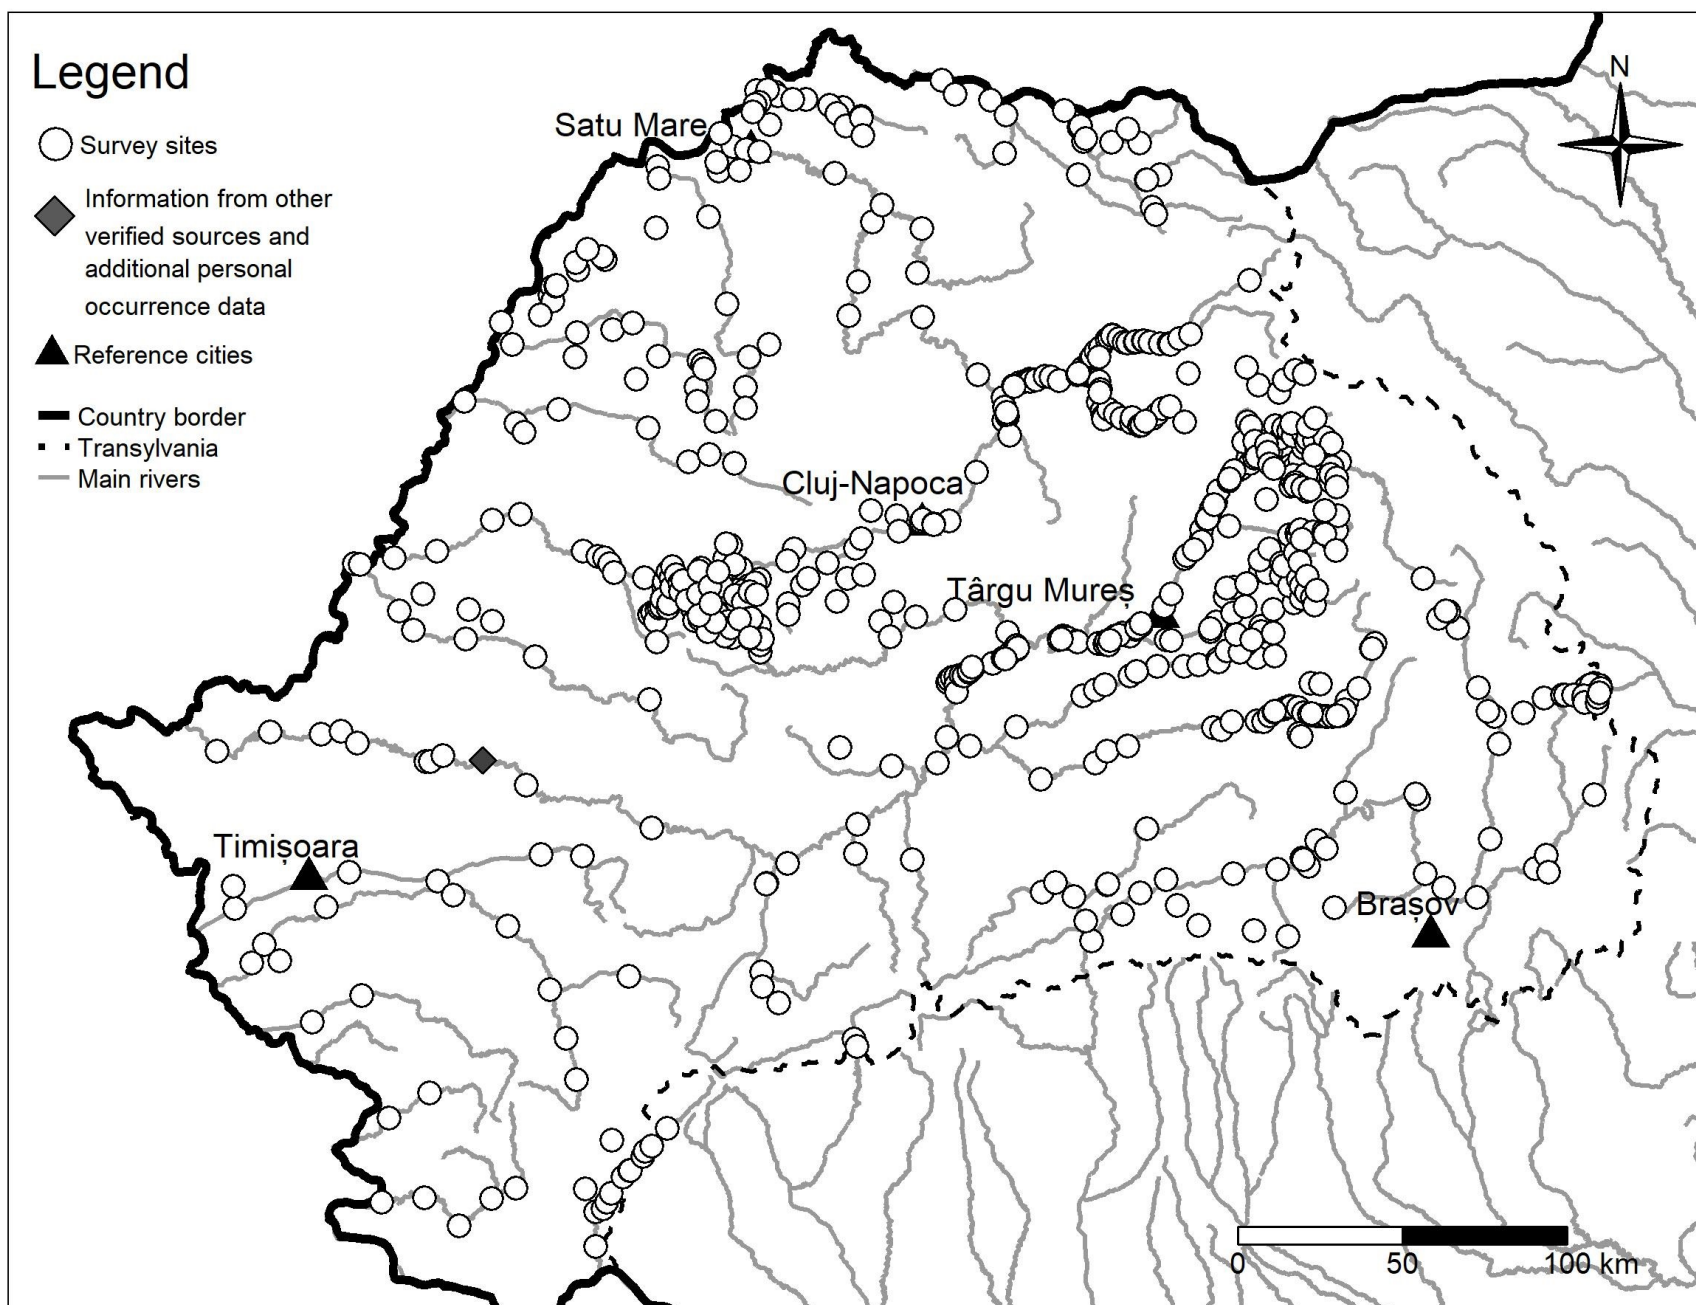 Legend
Survey sites
Information from other
verified sources and
additional personal
occurrence data
Reference cities
Country border
Transylvania
Main rivers
N
Satu Mare
Cluj-Napoca
Târgu Mureș
Timișoara
Brașov
0 50 100 km